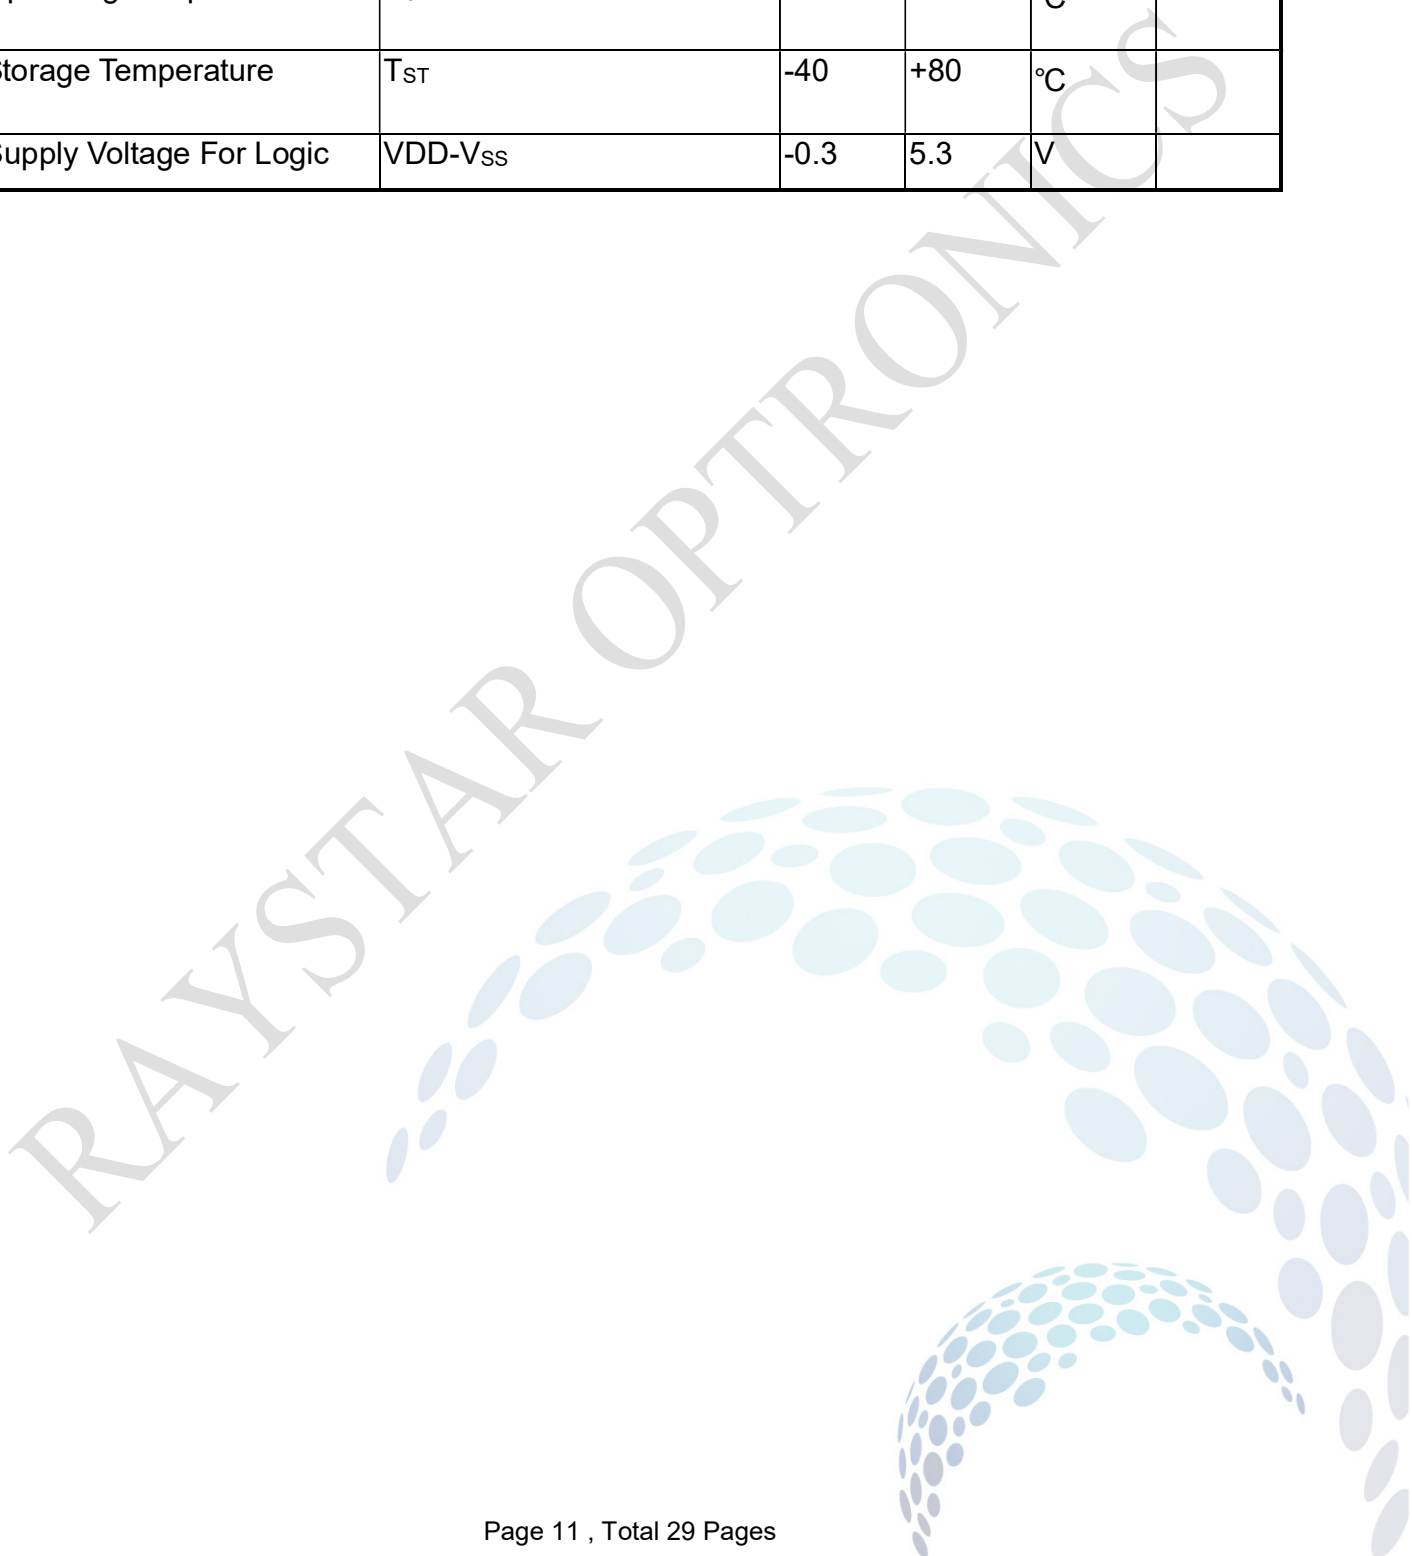 ℃
Storage Temperature TST -40 +80 ℃
Supply Voltage For Logic VDD-VSS -0.3 5.3 V
RAYSTAR OPTRONICS
Page 11 , Total 29 Pages